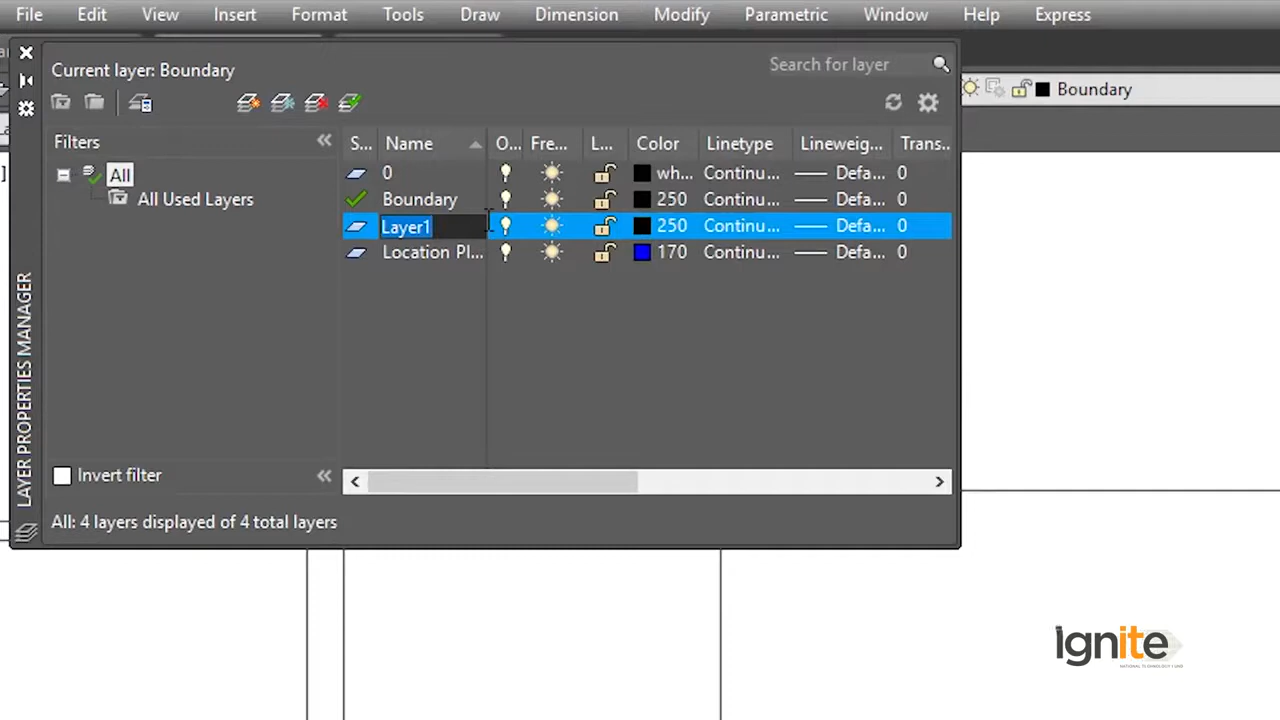 File Edit View Insert Format Tools Draw Dimension Modify Parametric Window Help Express
Current layer: Boundary
Search for layer
Boundary
Filters
S... Name O... Fre... L... Color Linetype Lineweig... Trans...
All
All Used Layers
0 wh... Continu... Defa... 0
Boundary 250 Continu... Defa... 0
Layer1 250 Continu... Defa... 0
Location Pl... 170 Continu... Defa... 0
LAYER PROPERTIES MANAGER
Invert filter
All: 4 layers displayed of 4 total layers
Ignite
NATIONAL TECHNOLOGY FUND